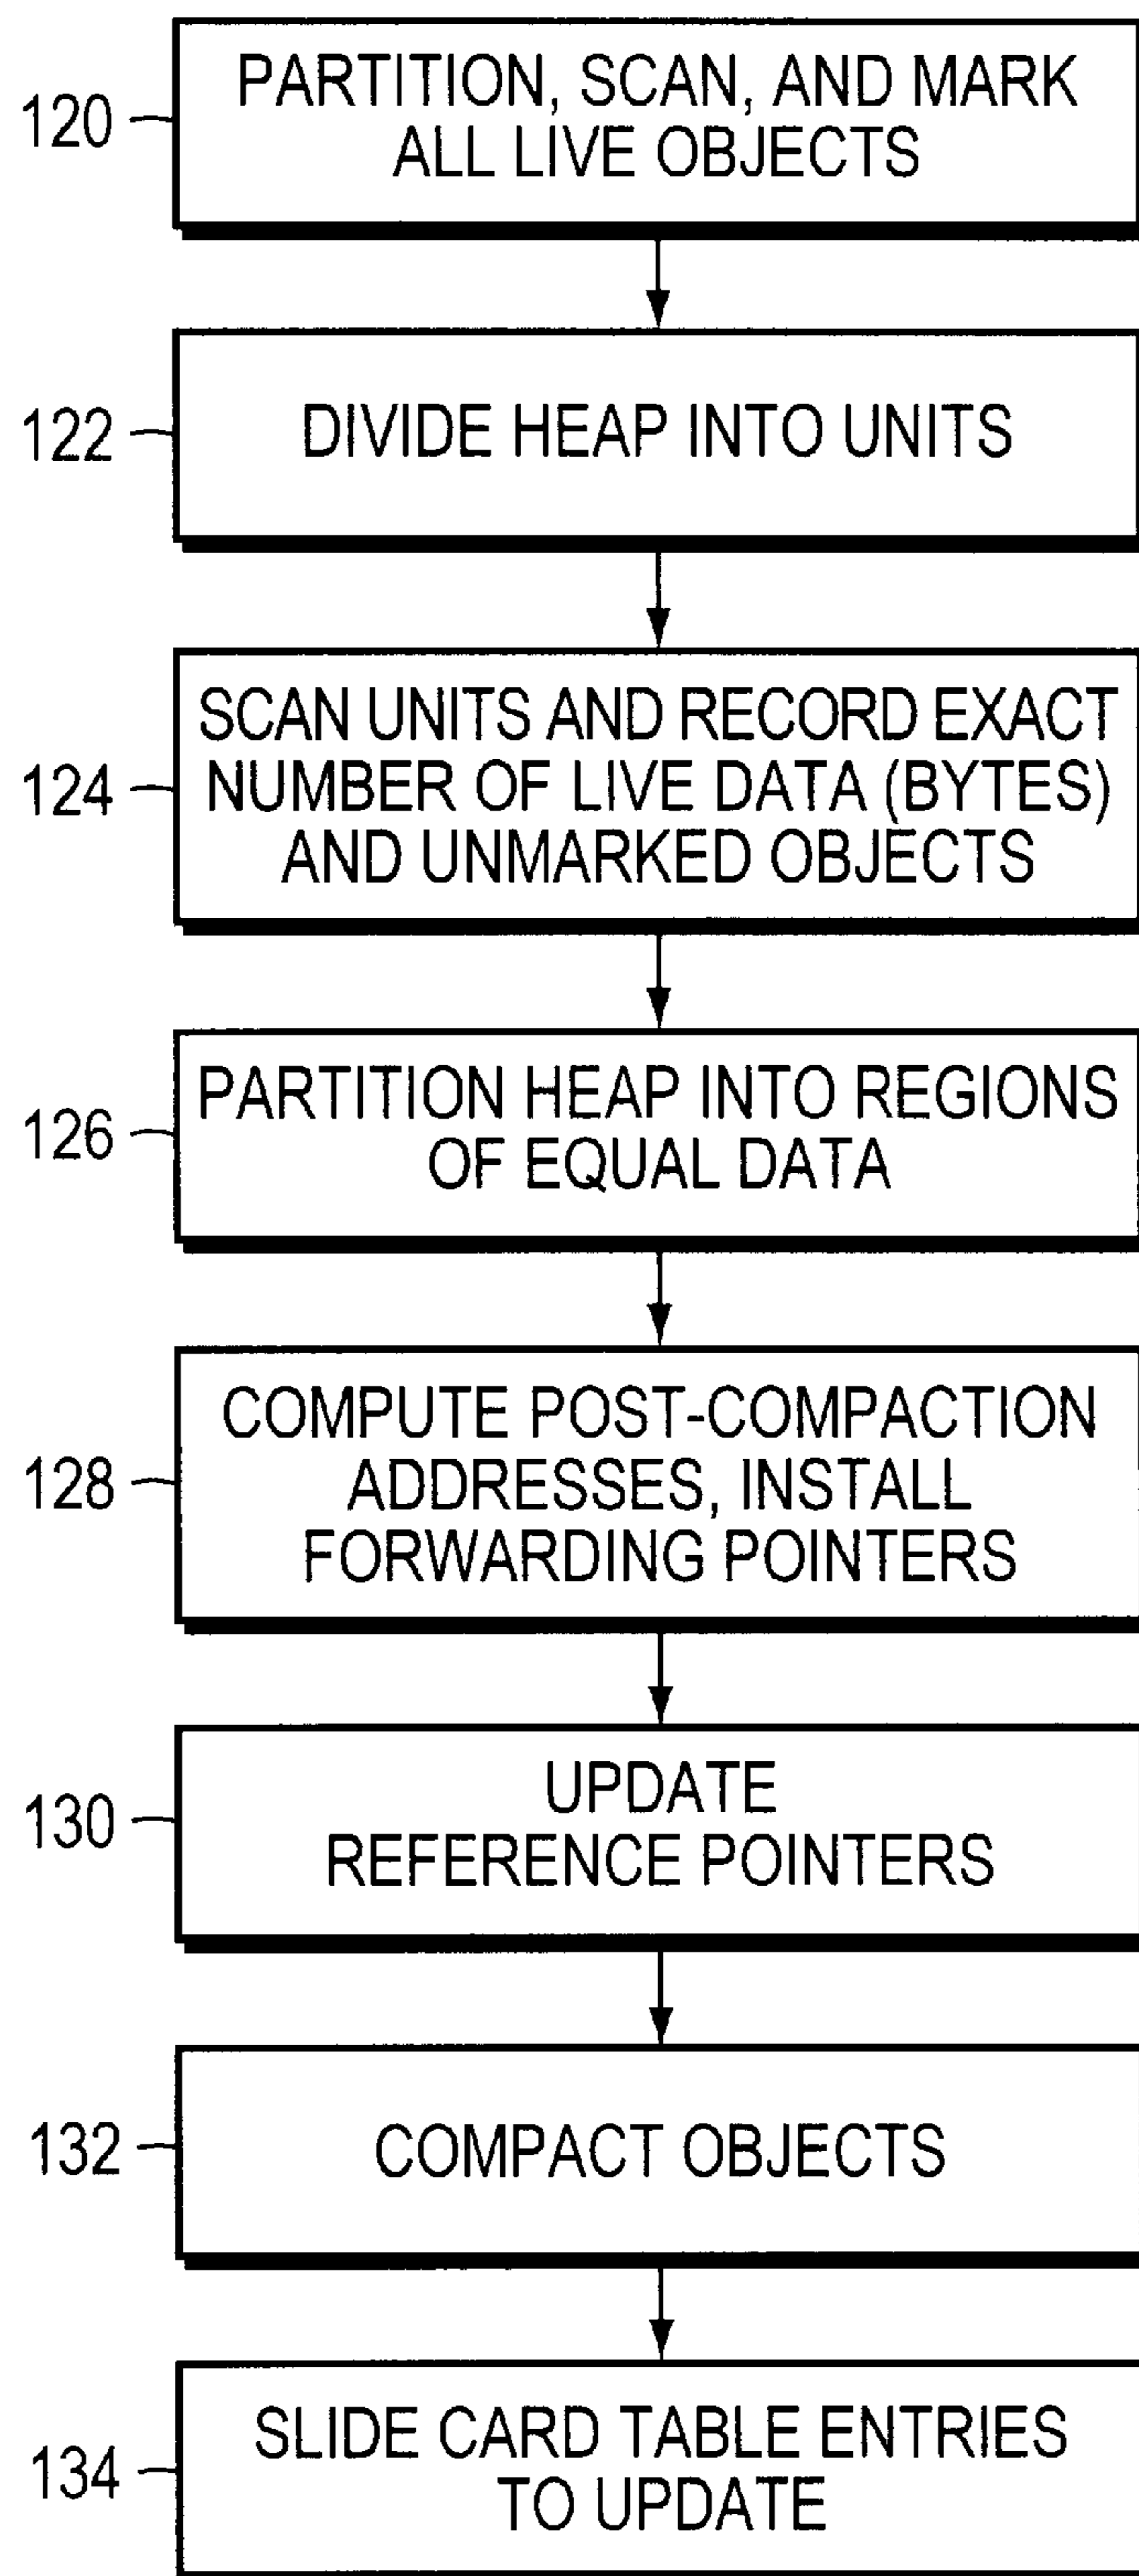 120
PARTITION, SCAN, AND MARK
ALL LIVE OBJECTS
122
DIVIDE HEAP INTO UNITS
124
SCAN UNITS AND RECORD EXACT
NUMBER OF LIVE DATA (BYTES)
AND UNMARKED OBJECTS
126
PARTITION HEAP INTO REGIONS
OF EQUAL DATA
128
COMPUTE POST-COMPACTION
ADDRESSES, INSTALL
FORWARDING POINTERS
130
UPDATE
REFERENCE POINTERS
132
COMPACT OBJECTS
134
SLIDE CARD TABLE ENTRIES
TO UPDATE